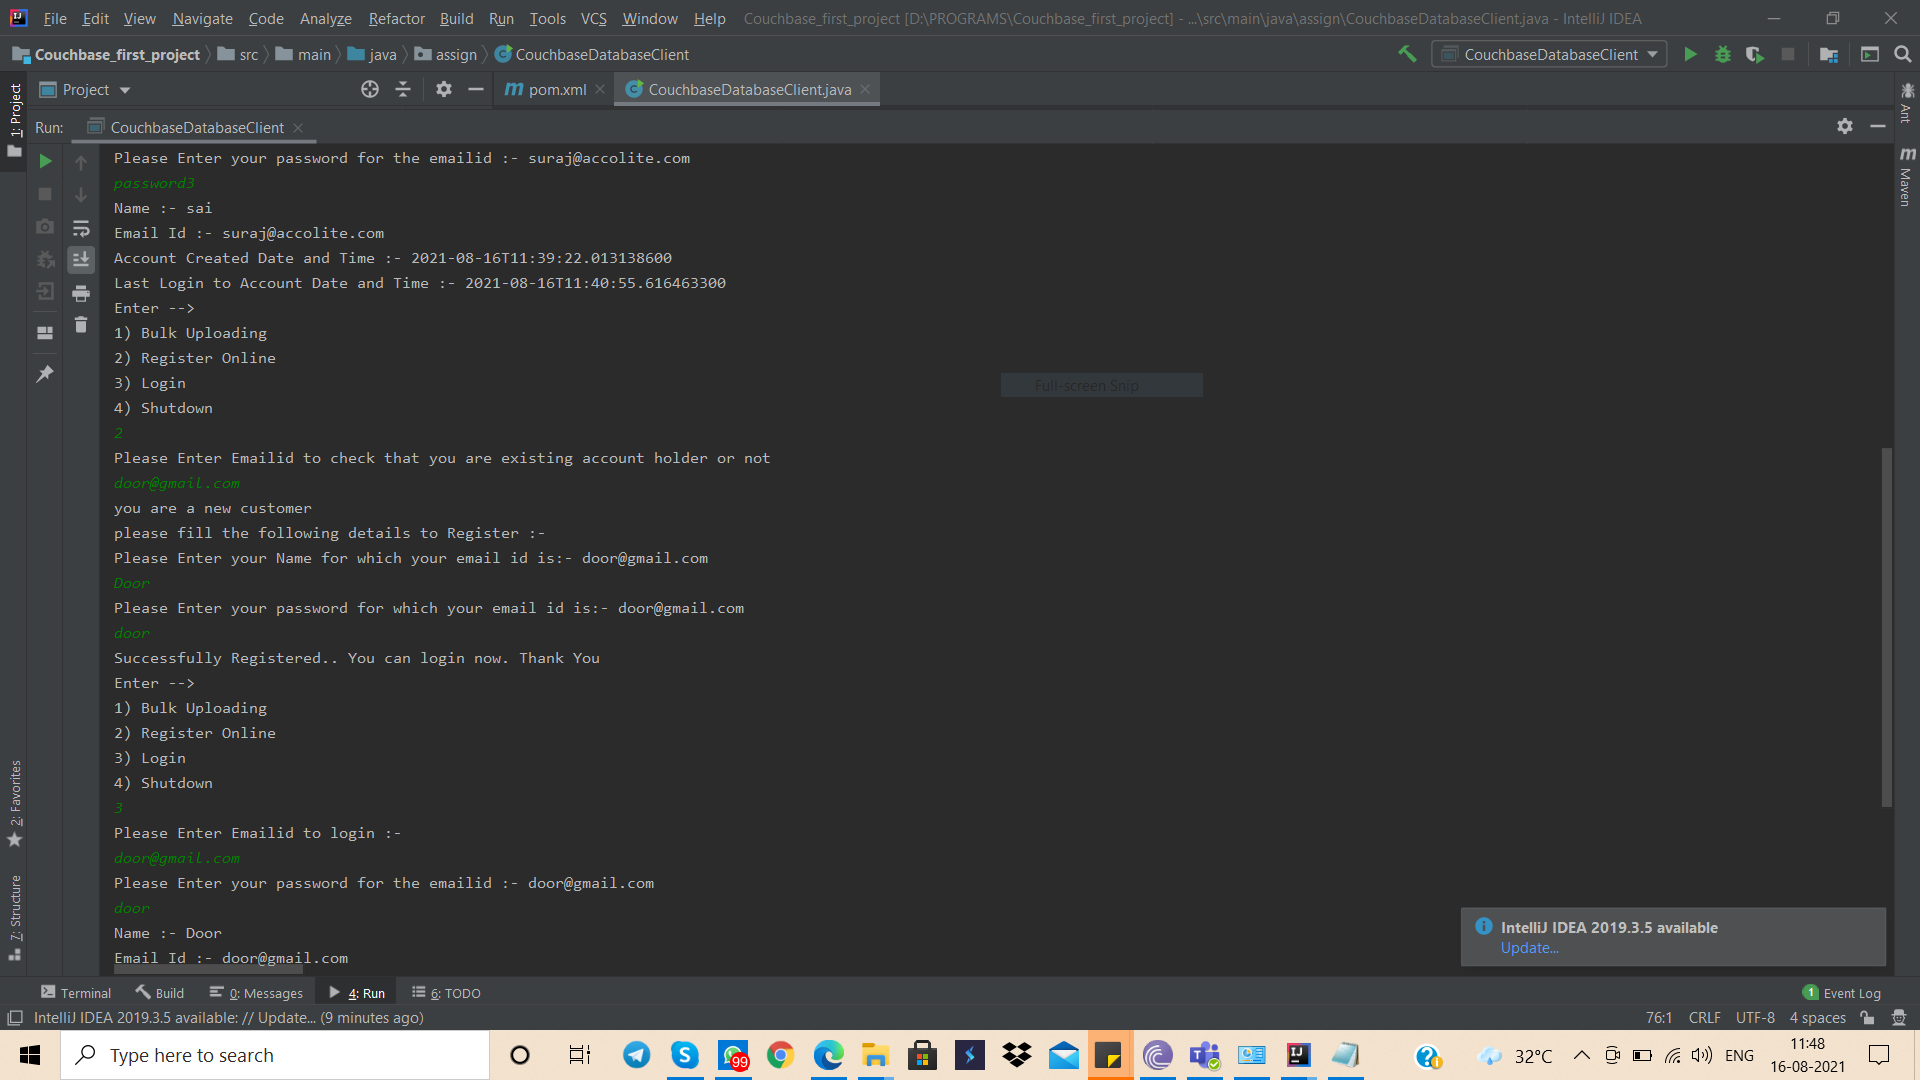 File Edit View Navigate Code Analyze Refactor Build Run Tools VCS Window Help Couchbase_first_project [D:\PROGRAMS\Couchbase_first_project] - ...\src\main\java\assign\CouchbaseDatabaseClient.java - IntelliJ IDEA
Couchbase_first_project src main java assign CouchbaseDatabaseClient CouchbaseDatabaseClient
1: Project Project pom.xml CouchbaseDatabaseClient.java Ant
Run: CouchbaseDatabaseClient
Maven
Please Enter your password for the emailid :- suraj@accolite.com
password3
Name :- sai
Email Id :- suraj@accolite.com
Account Created Date and Time :- 2021-08-16T11:39:22.013138600
Last Login to Account Date and Time :- 2021-08-16T11:40:55.616463300
Enter -->
1) Bulk Uploading
2) Register Online
3) Login
Full-screen Snip
4) Shutdown
2
Please Enter Emailid to check that you are existing account holder or not
door@gmail.com
you are a new customer
please fill the following details to Register :-
Please Enter your Name for which your email id is:- door@gmail.com
Door
Please Enter your password for which your email id is:- door@gmail.com
door
Successfully Registered.. You can login now. Thank You
Enter -->
1) Bulk Uploading
2) Register Online
3) Login
4) Shutdown
3
Please Enter Emailid to login :-
door@gmail.com
Please Enter your password for the emailid :- door@gmail.com
door
Name :- Door
Email Id :- door@gmail.com
2: Favorites
7: Structure
IntelliJ IDEA 2019.3.5 available
Update...
Terminal Build 0: Messages 4: Run 6: TODO 1 Event Log
IntelliJ IDEA 2019.3.5 available: // Update... (9 minutes ago) 76:1 CRLF UTF-8 4 spaces
Type here to search 99 32°C ENG 11:48
16-08-2021